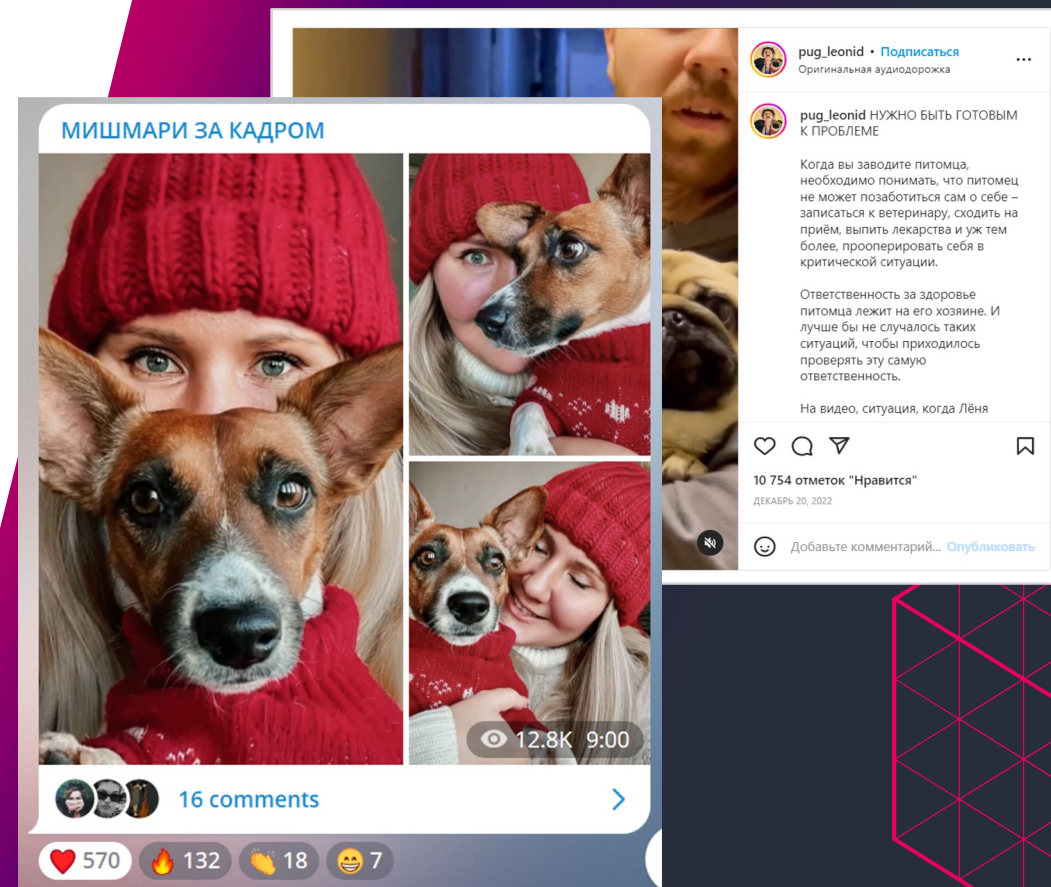 МИШМАРИ ЗА КАДРОМ
12.8K 9:00
16 comments
570 132 18 7
pug_leonid • Подписаться
Оригинальная аудиодорожка
pug_leonid НУЖНО БЫТЬ ГОТОВЫМ
К ПРОБЛЕМЕ
Когда вы заводите питомца,
необходимо понимать, что питомец
не может позаботиться сам о себе –
записаться к ветеринару, сходить на
приём, выпить лекарства и уж тем
более, прооперировать себя в
критической ситуации.
Ответственность за здоровье
питомца лежит на его хозяине. И
лучше бы не случалось таких
ситуаций, чтобы приходилось
проверять эту самую
ответственность.
На видео, ситуация, когда Лёня
10 754 отметок "Нравится"
ДЕКАБРЬ 20, 2022
Добавьте комментарий... Опубликовать